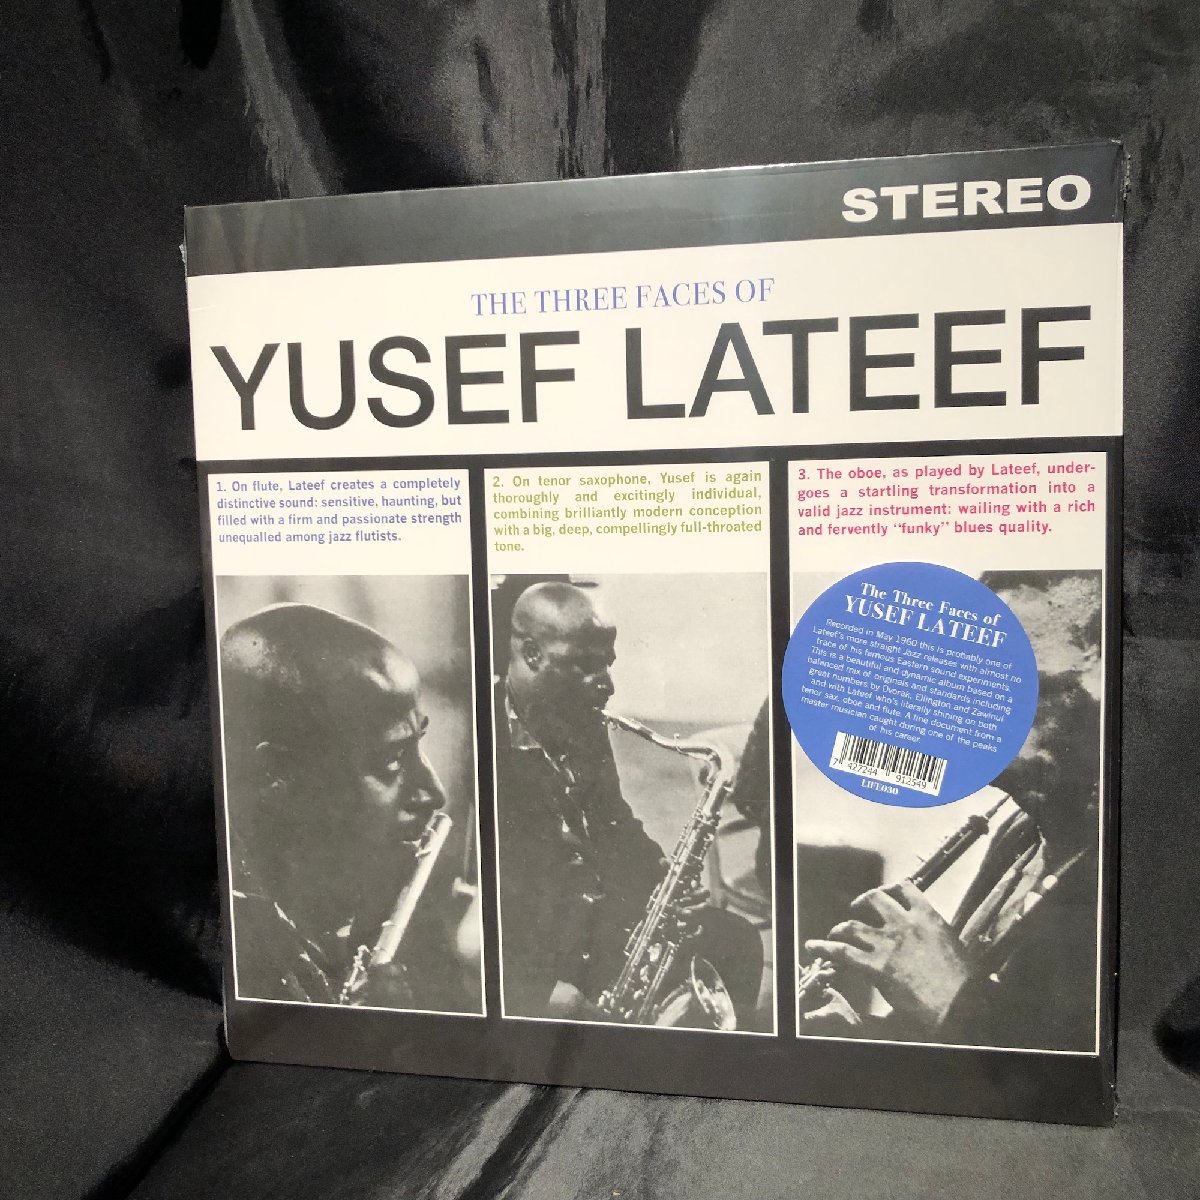 STEREO
THE THREE FACES OF
YUSEF LATEEF
1. On flute, Lateef creates a completely
distinctive sound: sensitive, haunting, but
filled with a firm and passionate strength
unequalled among jazz flutists.
2. On tenor saxophone, Yusef is again
thoroughly and excitingly individual,
combining brilliantly modern conception
with a big, deep, compellingly full-throated
tone.
3. The oboe, as played by Lateef, under-
goes a startling transformation into a
valid jazz instrument: wailing with a rich
and fervently "funky" blues quality.
The Three Faces of
YUSEF LATEEF
Recorded in May 1960 this is probably one of
Lateef's more straight Jazz releases with almost no
trace of his famous Eastern sound experiments.
This is a beautiful and dynamic album based on a
balanced mix of originals and standards including
great numbers by Dvorak, Ellington and Zawinul
and with Lateef who's literally shining on both
tenor sax, oboe and flute. A fine document from a
master musician caught during one of the peaks
of his career.
7 427244 912549
LIFE030